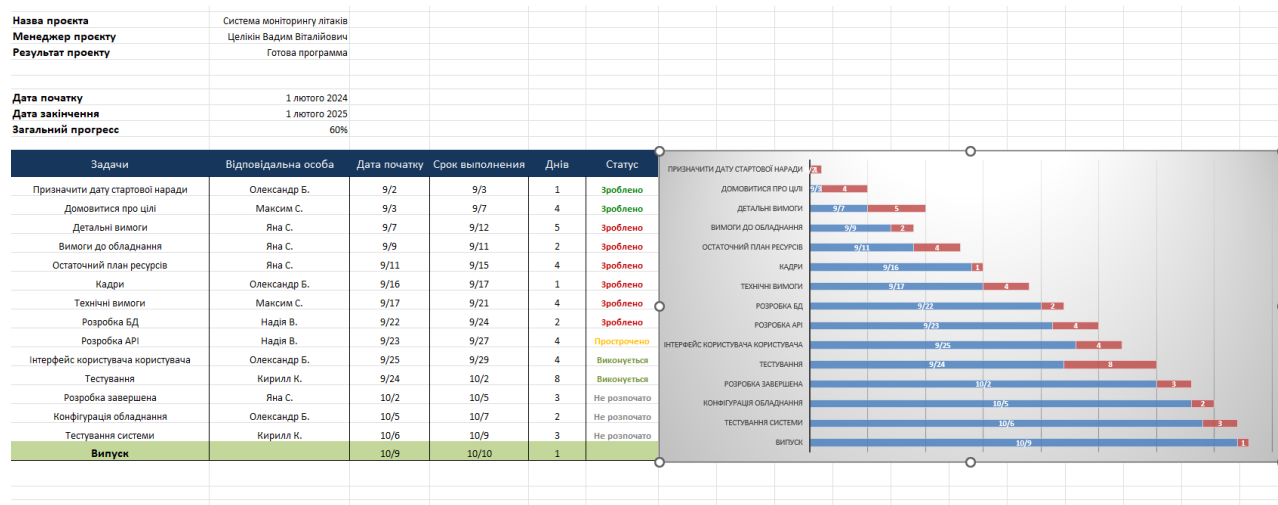 Назва проєкта Система моніторингу літаків
Менеджер проєкту Целікін Вадим Віталійович
Результат проекту Готова программа
Дата початку 1 лютого 2024
Дата закінчення 1 лютого 2025
Загальний прогресс 60%
Задачи Відповідальна особа Дата початку Срок выполнения Днів Статус
Призначити дату стартової наради Олександр Б. 9/2 9/3 1 Зроблено
Домовитися про цілі Максим С. 9/3 9/7 4 Зроблено
Детальні вимоги Яна С. 9/7 9/12 5 Зроблено
Вимоги до обладнання Яна С. 9/9 9/11 2 Зроблено
Остаточний план ресурсів Яна С. 9/11 9/15 4 Зроблено
Кадри Олександр Б. 9/16 9/17 1 Зроблено
Технічні вимоги Максим С. 9/17 9/21 4 Зроблено
Розробка БД Надія В. 9/22 9/24 2 Зроблено
Розробка API Надія В. 9/23 9/27 4 Прострочено
Інтерфейс користувача користувача Олександр Б. 9/25 9/29 4 Виконується
Тестування Кирилл К. 9/24 10/2 8 Виконується
Розробка завершена Яна С. 10/2 10/5 3 Не розпочато
Конфігурація обладнання Олександр Б. 10/5 10/7 2 Не розпочато
Тестування системи Кирилл К. 10/6 10/9 3 Не розпочато
Випуск 10/9 10/10 1
ПРИЗНАЧИТИ ДАТУ СТАРТОВОЇ НАРАДИ
ДОМОВИТИСЯ ПРО ЦІЛІ 9/3 4
ДЕТАЛЬНІ ВИМОГИ 9/7 5
ВИМОГИ ДО ОБЛАДНАННЯ 9/9 2
ОСТАТОЧНИЙ ПЛАН РЕСУРСІВ 9/11 4
КАДРИ 9/16 1
ТЕХНІЧНІ ВИМОГИ 9/17 4
РОЗРОБКА БД 9/22 2
РОЗРОБКА API 9/23 4
ІНТЕРФЕЙС КОРИСТУВАЧА КОРИСТУВАЧА 9/25 4
ТЕСТУВАННЯ 9/24 8
РОЗРОБКА ЗАВЕРШЕНА 10/2 3
КОНФІГУРАЦІЯ ОБЛАДНАННЯ 10/5 2
ТЕСТУВАННЯ СИСТЕМИ 10/6 3
ВИПУСК 10/9 1